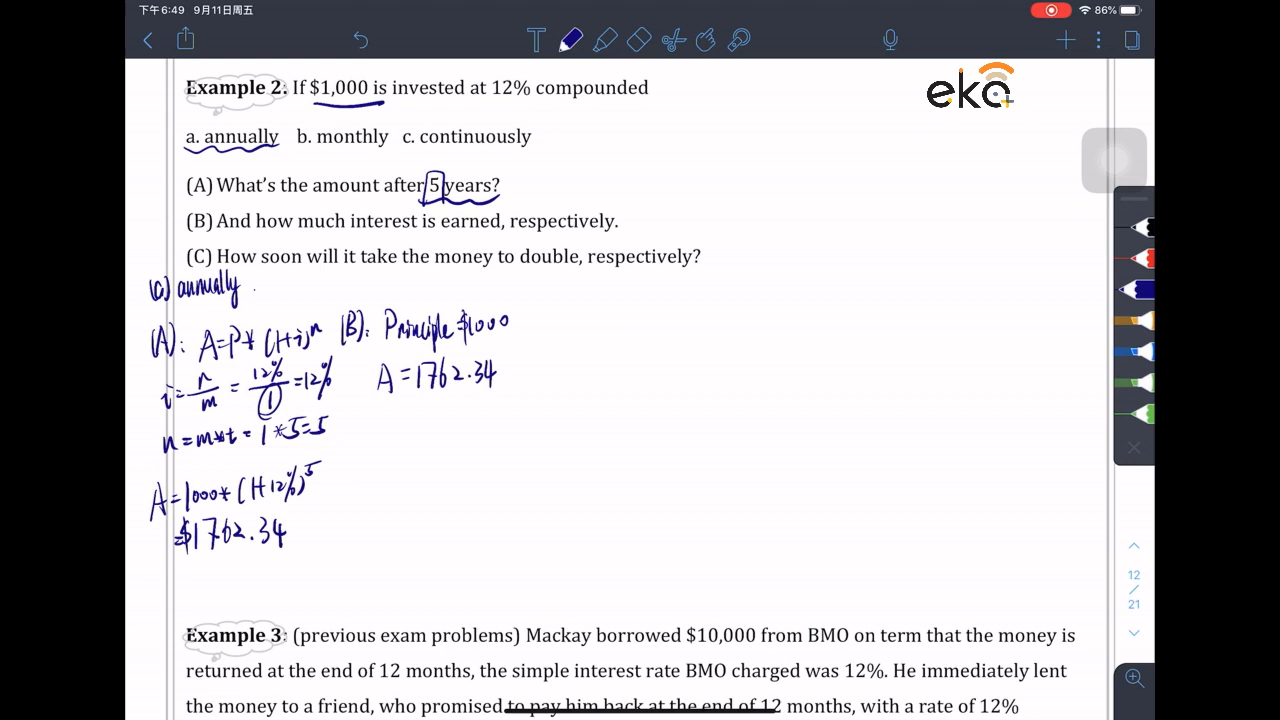 下午6:49 9月11日周五
86%
Example 2. If $1,000 is invested at 12% compounded
eka
a. annually b. monthly c. continuously
(A) What's the amount after 5 years?
(B) And how much interest is earned, respectively.
(C) How soon will it take the money to double, respectively?
(a) annually.
(A): A=P*(1+i)^n
i = r/m = 12%/1 = 12%
n = m*t = 1*5=5
A=1000*(1+12%)^5
=$1762.34
(B): Principle $1000
A=1762.34
12
/
21
Example 3: (previous exam problems) Mackay borrowed $10,000 from BMO on term that the money is
returned at the end of 12 months, the simple interest rate BMO charged was 12%. He immediately lent
the money to a friend, who promised to pay him back at the end of 12 months, with a rate of 12%